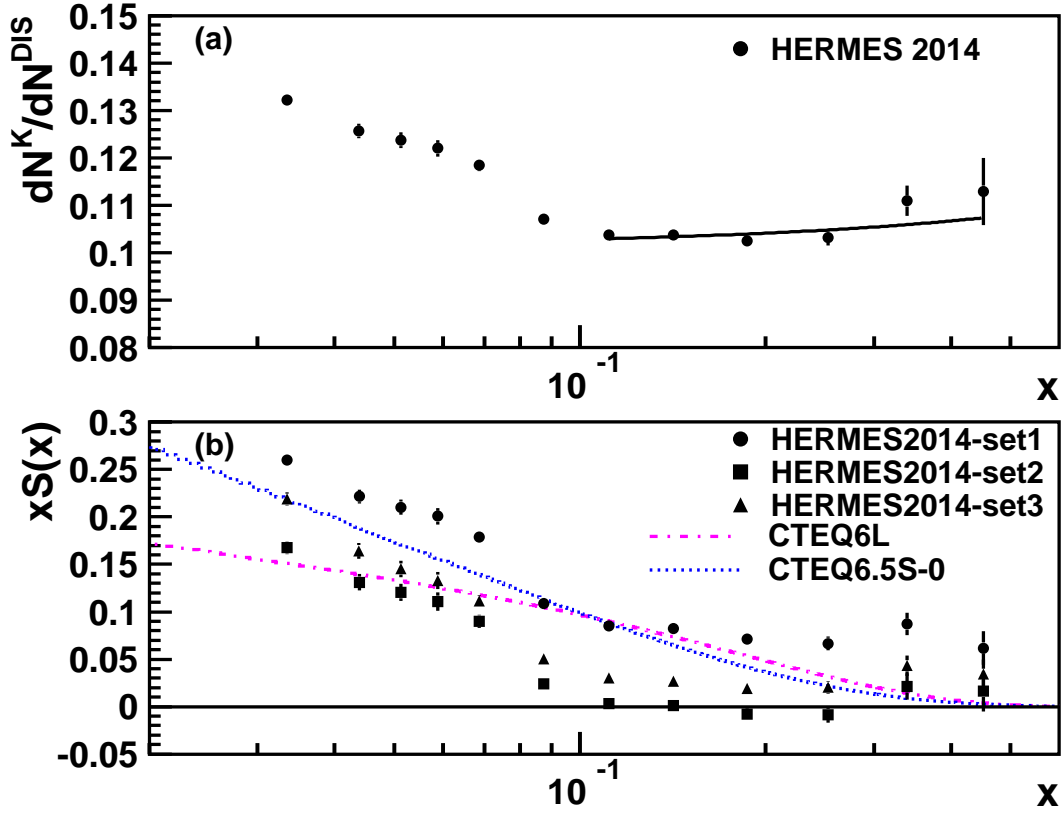 (a)
HERMES 2014
dN^K/dN^DIS
0.15
0.14
0.13
0.12
0.11
0.1
0.09
0.08
10^-1
x
(b)
HERMES2014-set1
HERMES2014-set2
HERMES2014-set3
CTEQ6L
CTEQ6.5S-0
xS(x)
0.3
0.25
0.2
0.15
0.1
0.05
0
-0.05
10^-1
x